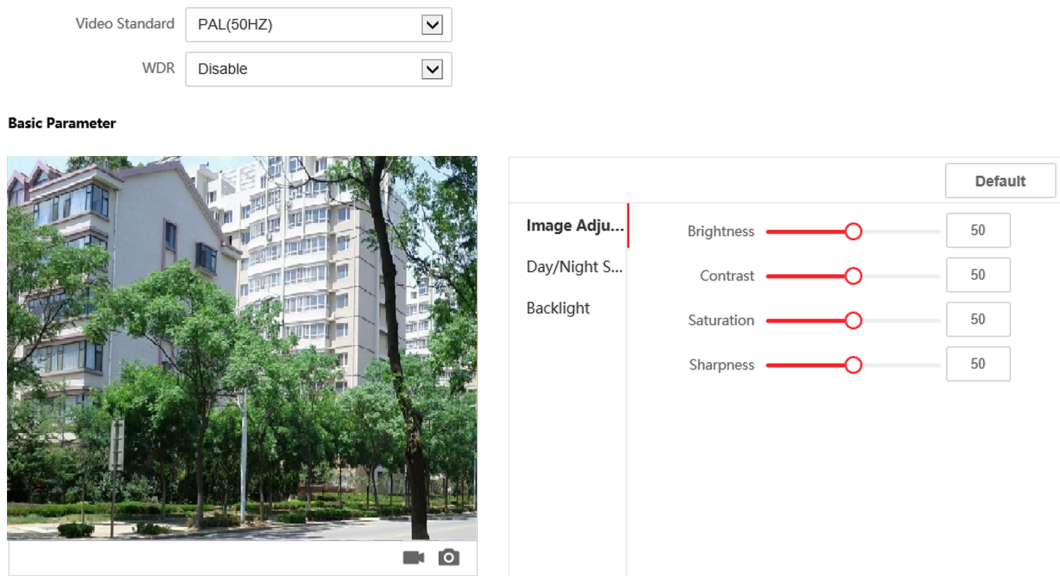 Video Standard PAL(50HZ)
WDR Disable
Basic Parameter
Default
Image Adju...
Day/Night S...
Backlight
Brightness 50
Contrast 50
Saturation 50
Sharpness 50